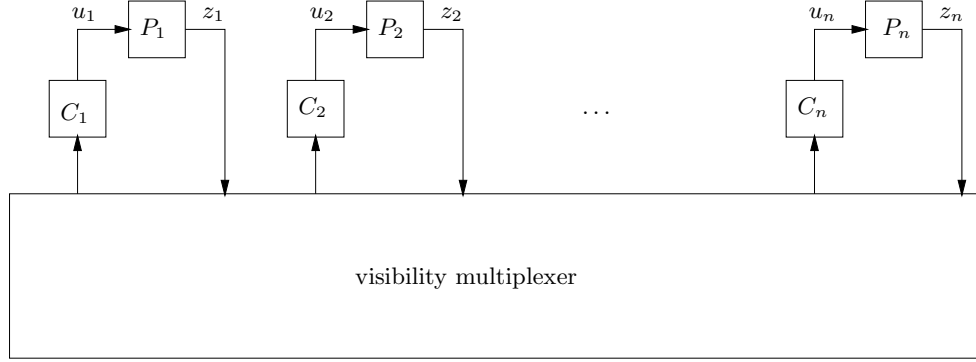 u₁ P₁ z₁ u₂ P₂ z₂ uₙ Pₙ zₙ
C₁ C₂ … Cₙ
visibility multiplexer